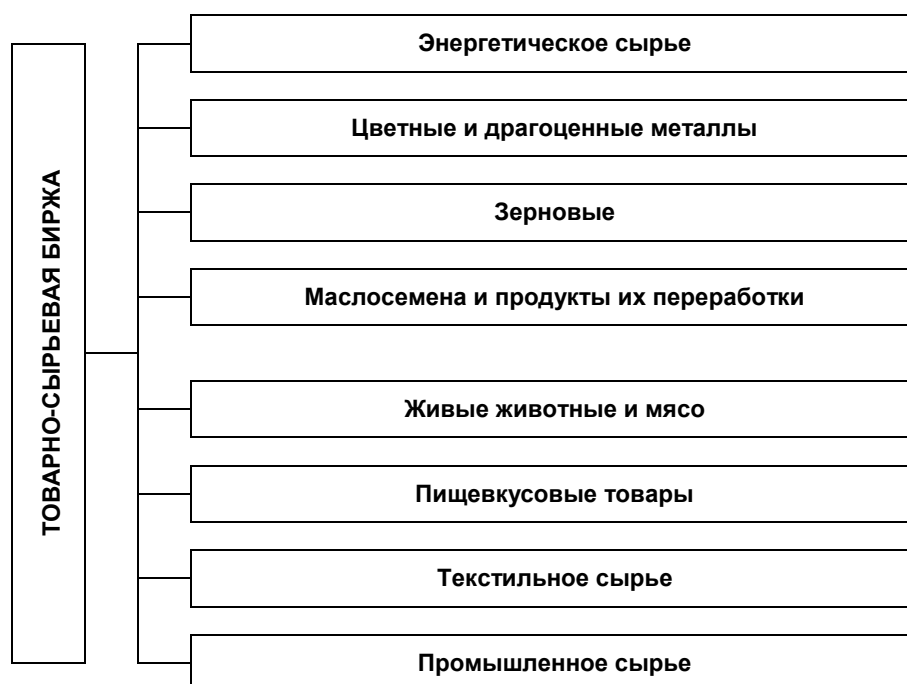 ТОВАРНО-СЫРЬЕВАЯ БИРЖА
Энергетическое сырье
Цветные и драгоценные металлы
Зерновые
Маслосемена и продукты их переработки
Живые животные и мясо
Пищевкусовые товары
Текстильное сырье
Промышленное сырье